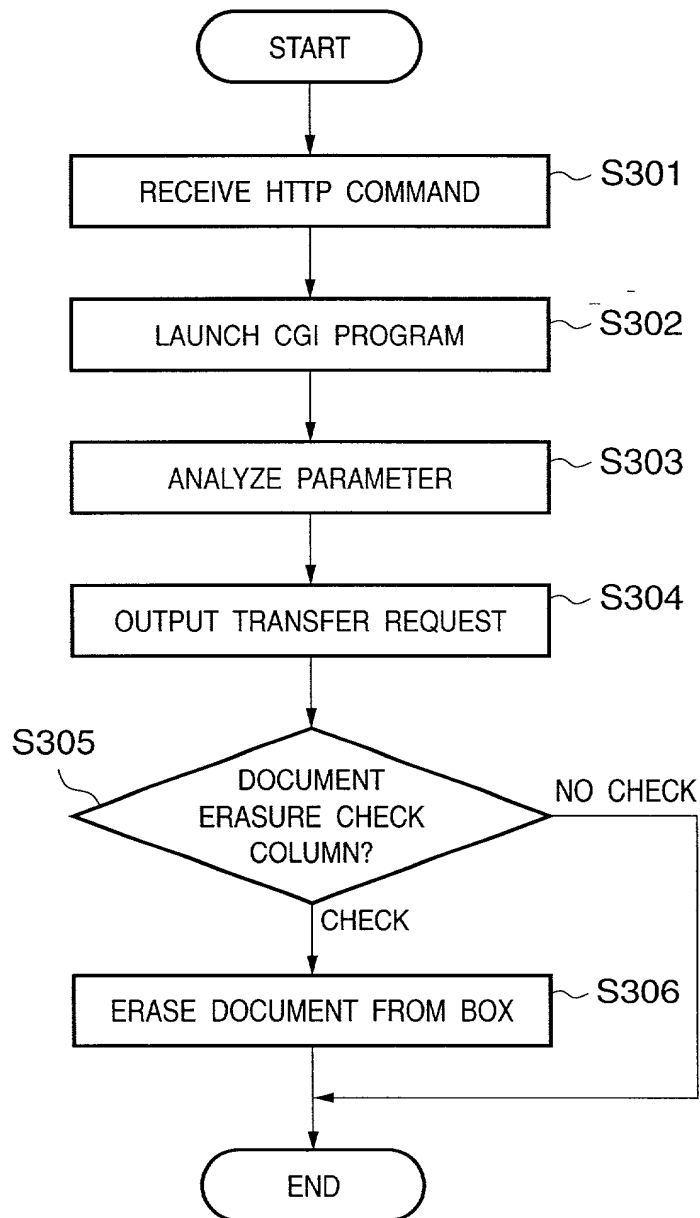 START
RECEIVE HTTP COMMAND
S301
LAUNCH CGI PROGRAM
S302
ANALYZE PARAMETER
S303
OUTPUT TRANSFER REQUEST
S304
S305
DOCUMENT
ERASURE CHECK
COLUMN?
NO CHECK
CHECK
ERASE DOCUMENT FROM BOX
S306
END